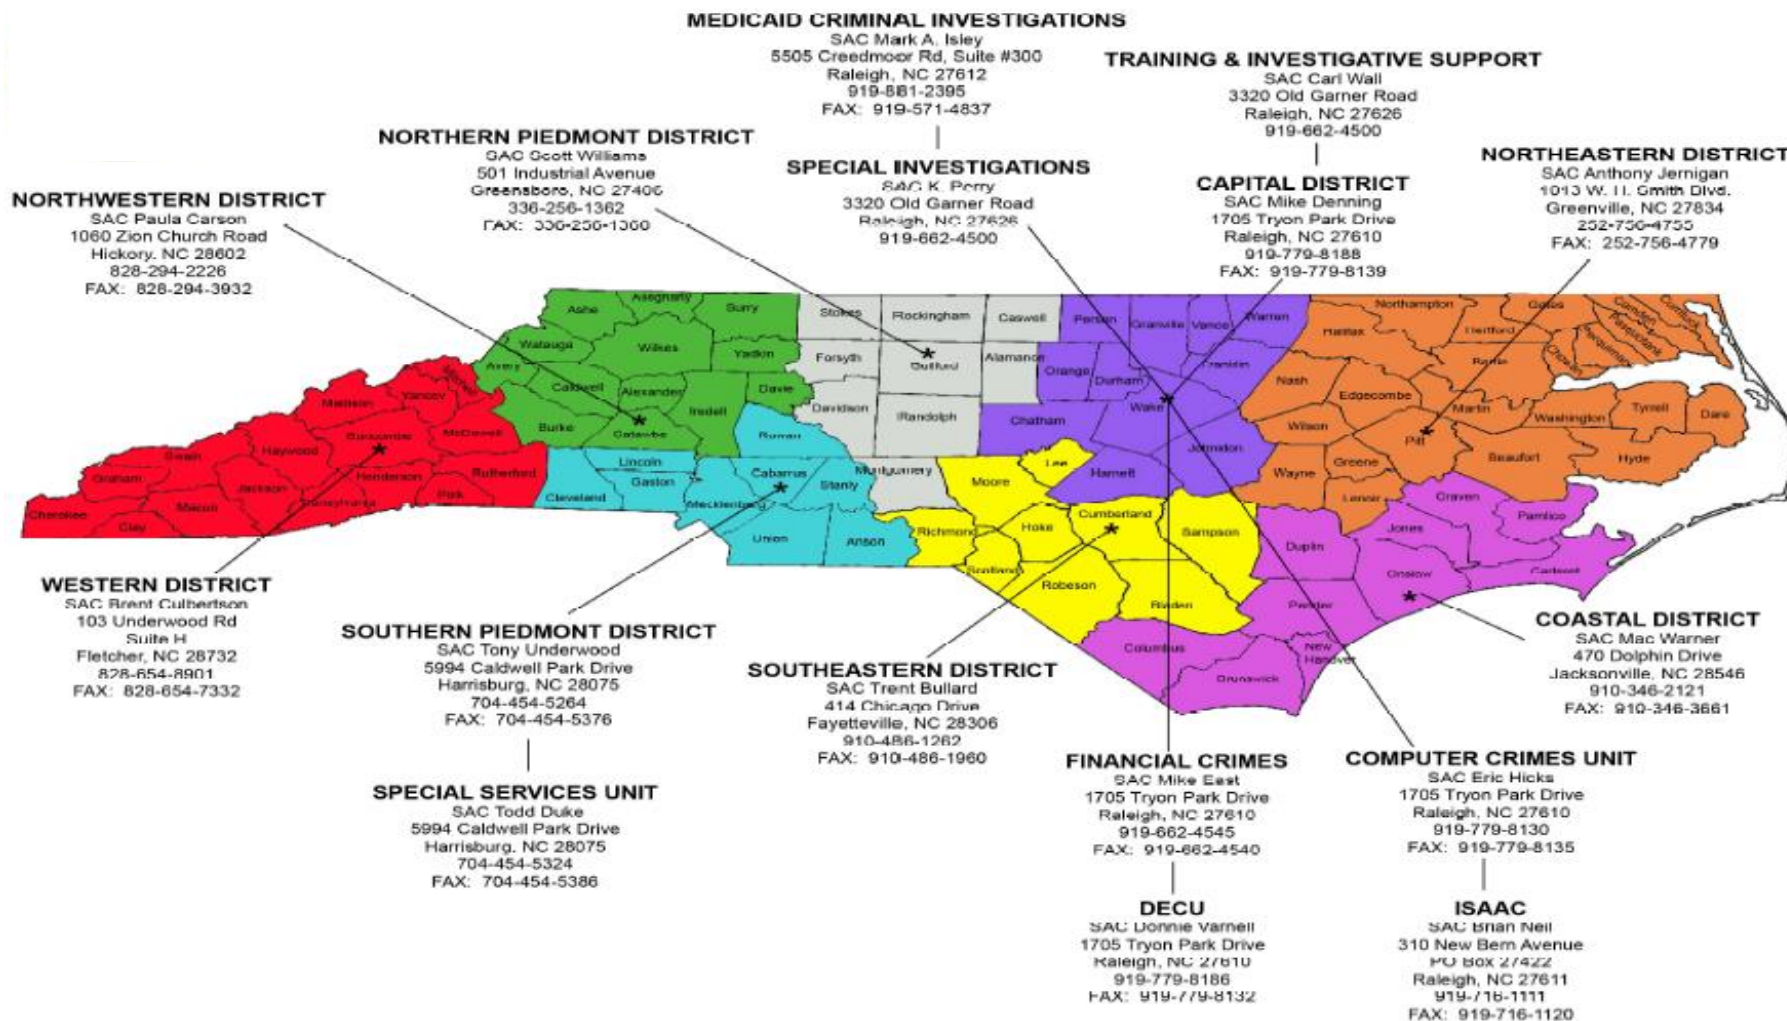 MEDICAID CRIMINAL INVESTIGATIONS
SAC Mark A. Isley
5505 Creedmoor Rd, Suite #300
Raleigh, NC 27612
919-881-2395
FAX: 919-571-4837
TRAINING & INVESTIGATIVE SUPPORT
SAC Carl Wall
3320 Old Garner Road
Raleigh, NC 27626
919-662-4500
NORTHERN PIEDMONT DISTRICT
SAC Scott Williams
501 Industrial Avenue
Greensboro, NC 27406
336-256-1362
FAX: 336-256-1360
SPECIAL INVESTIGATIONS
SAC K. Perry
3320 Old Garner Road
Raleigh, NC 27626
919-662-4500
CAPITAL DISTRICT
SAC Mike Denning
1705 Tryon Park Drive
Raleigh, NC 27610
919-779-8188
FAX: 919-779-8139
NORTHEASTERN DISTRICT
SAC Anthony Jernigan
1013 W. H. Smith Blvd.
Greenville, NC 27834
252-756-4755
FAX: 252-756-4779
NORTHWESTERN DISTRICT
SAC Paula Carson
1060 Zion Church Road
Hickory, NC 28602
828-294-2226
FAX: 828-294-3932
Ashe
Alleghany
Surry
Watauga
Wilkes
Yadkin
Avery
Caldwell
Alexander
Iredell
Davie
Burke
Catawba
Stokes
Rockingham
Caswell
Forsyth
Guilford
Alamance
Davidson
Randolph
Montgomery
Person
Granville
Vance
Warren
Orange
Durham
Franklin
Chatham
Wake
Johnston
Harnett
Northampton
Gates
Camden
Currituck
Pasquotank
Perquimans
Chowan
Halifax
Hertford
Bertie
Nash
Edgecombe
Martin
Washington
Tyrrell
Dare
Wilson
Pitt
Beaufort
Hyde
Wayne
Greene
Lenoir
Mitchell
Yancey
Madison
Buncombe
McDowell
Haywood
Swain
Graham
Jackson
Henderson
Rutherford
Polk
Transylvania
Macon
Cherokee
Clay
Rowan
Lincoln
Cabarrus
Gaston
Stanly
Cleveland
Mecklenburg
Union
Anson
Lee
Moore
Cumberland
Sampson
Richmond
Hoke
Scotland
Robeson
Bladen
Craven
Pamlico
Jones
Duplin
Onslow
Carteret
Pender
Columbus
New
Hanover
Brunswick
WESTERN DISTRICT
SAC Brent Culbertson
103 Underwood Rd
Suite H
Fletcher, NC 28732
828-654-8901
FAX: 828-654-7332
SOUTHERN PIEDMONT DISTRICT
SAC Tony Underwood
5994 Caldwell Park Drive
Harrisburg, NC 28075
704-454-5264
FAX: 704-454-5376
SPECIAL SERVICES UNIT
SAC Todd Duke
5994 Caldwell Park Drive
Harrisburg, NC 28075
704-454-5324
FAX: 704-454-5386
SOUTHEASTERN DISTRICT
SAC Trent Bullard
414 Chicago Drive
Fayetteville, NC 28306
910-486-1262
FAX: 910-486-1960
COASTAL DISTRICT
SAC Mac Warner
470 Dolphin Drive
Jacksonville, NC 28546
910-346-2121
FAX: 910-346-3661
FINANCIAL CRIMES
SAC Mike East
1705 Tryon Park Drive
Raleigh, NC 27610
919-662-4545
FAX: 919-662-4540
COMPUTER CRIMES UNIT
SAC Eric Hicks
1705 Tryon Park Drive
Raleigh, NC 27610
919-779-8130
FAX: 919-779-8135
DECU
SAC Donnie Varnell
1705 Tryon Park Drive
Raleigh, NC 27610
919-779-8186
FAX: 919-779-8132
ISAAC
SAC Brian Neil
310 New Bern Avenue
PO Box 27422
Raleigh, NC 27611
919-716-1111
FAX: 919-716-1120